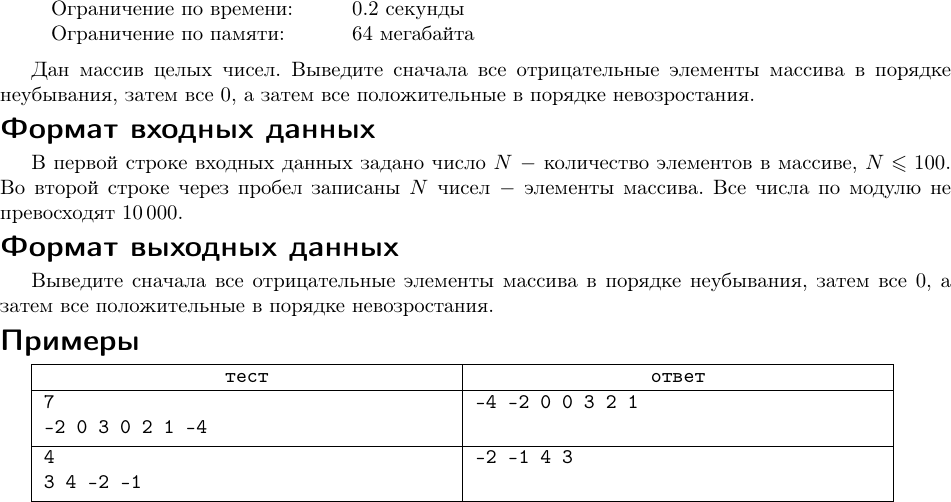 Ограничение по времени: 0.2 секунды
Ограничение по памяти: 64 мегабайта
Дан массив целых чисел. Выведите сначала все отрицательные элементы массива в порядке
неубывания, затем все 0, а затем все положительные в порядке невозростания.
Формат входных данных
В первой строке входных данных задано число N − количество элементов в массиве, N ⩽ 100.
Во второй строке через пробел записаны N чисел − элементы массива. Все числа по модулю не
превосходят 10 000.
Формат выходных данных
Выведите сначала все отрицательные элементы массива в порядке неубывания, затем все 0, а
затем все положительные в порядке невозростания.
Примеры
тест ответ
7 -4 -2 0 0 3 2 1
-2 0 3 0 2 1 -4
4 -2 -1 4 3
3 4 -2 -1